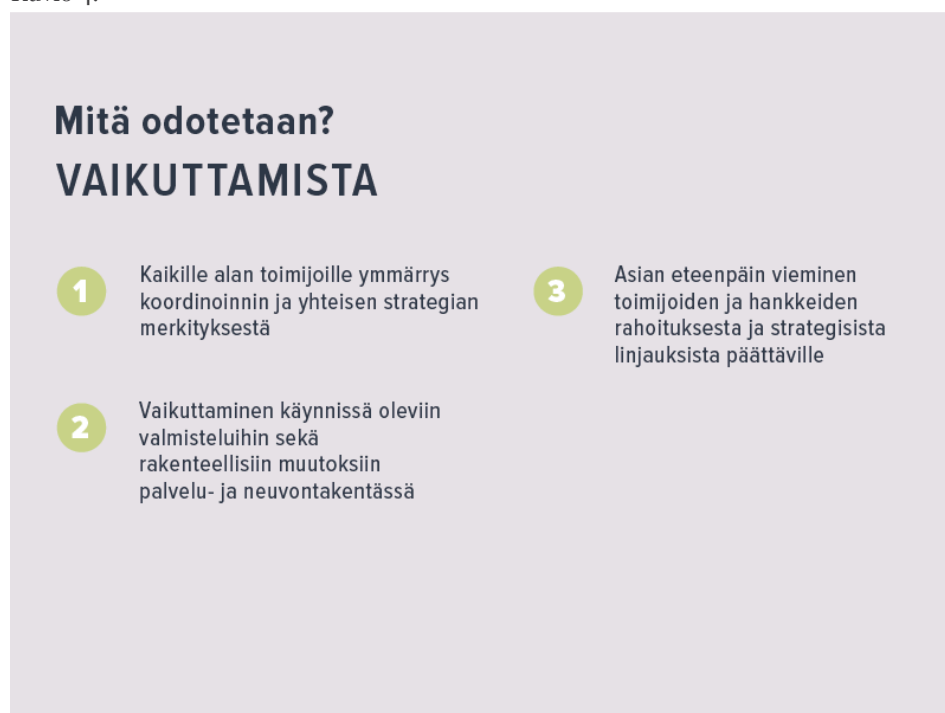 Mitä odotetaan?
VAIKUTTAMISTA
1
Kaikille alan toimijoille ymmärrys
koordinoinnin ja yhteisen strategian
merkityksestä
2
Vaikuttaminen käynnissä oleviin
valmisteluihin sekä
rakenteellisiin muutoksiin
palvelu- ja neuvontakentässä
3
Asian eteenpäin vieminen
toimijoiden ja hankkeiden
rahoituksesta ja strategisista
linjauksista päättäville